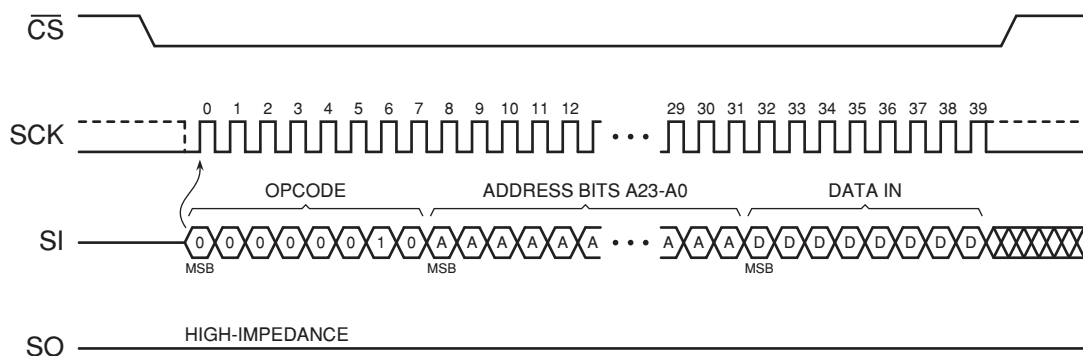 CS
0 1 2 3 4 5 6 7 8 9 10 11 12 29 30 31 32 33 34 35 36 37 38 39
SCK
OPCODE ADDRESS BITS A23-A0 DATA IN
SI 0 0 0 0 0 0 1 0 A A A A A A A A A D D D D D D D D
MSB MSB MSB
HIGH-IMPEDANCE
SO